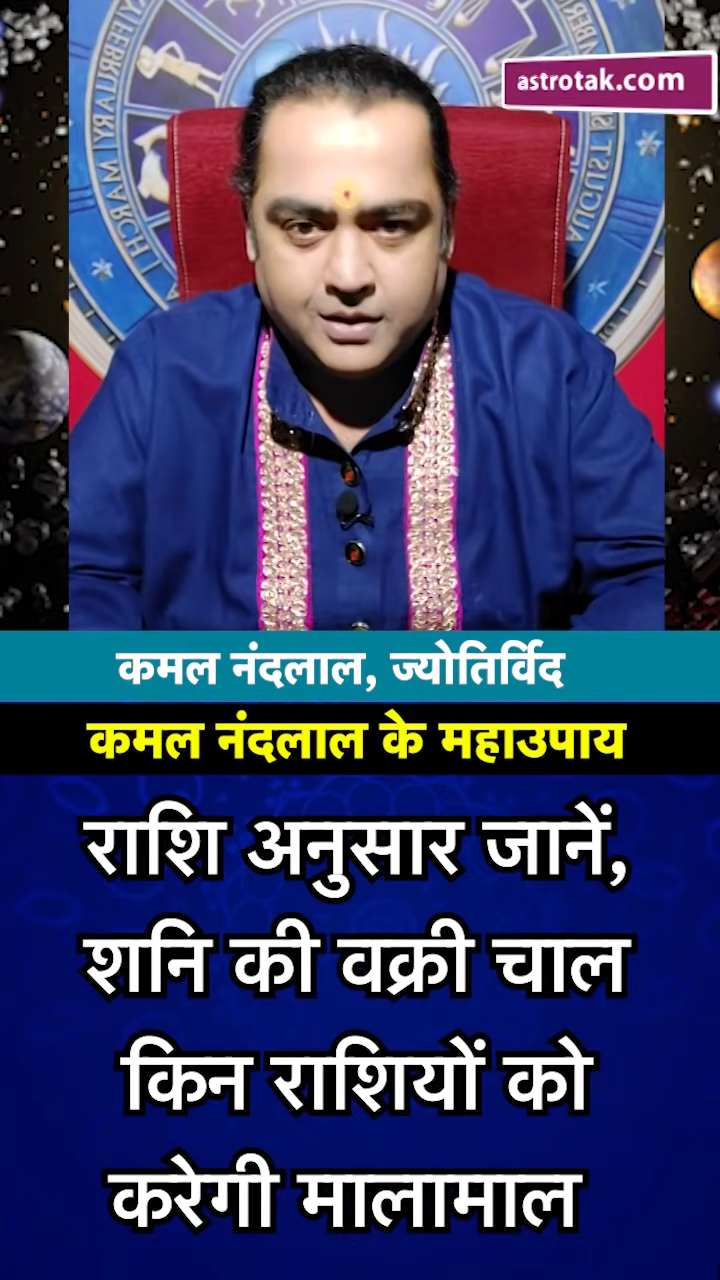 astrotak.com
कमल नंदलाल, ज्योतिर्विद
कमल नंदलाल के महाउपाय
राशि अनुसार जानें,
शनि की वक्री चाल
किन राशियों को
करेगी मालामाल